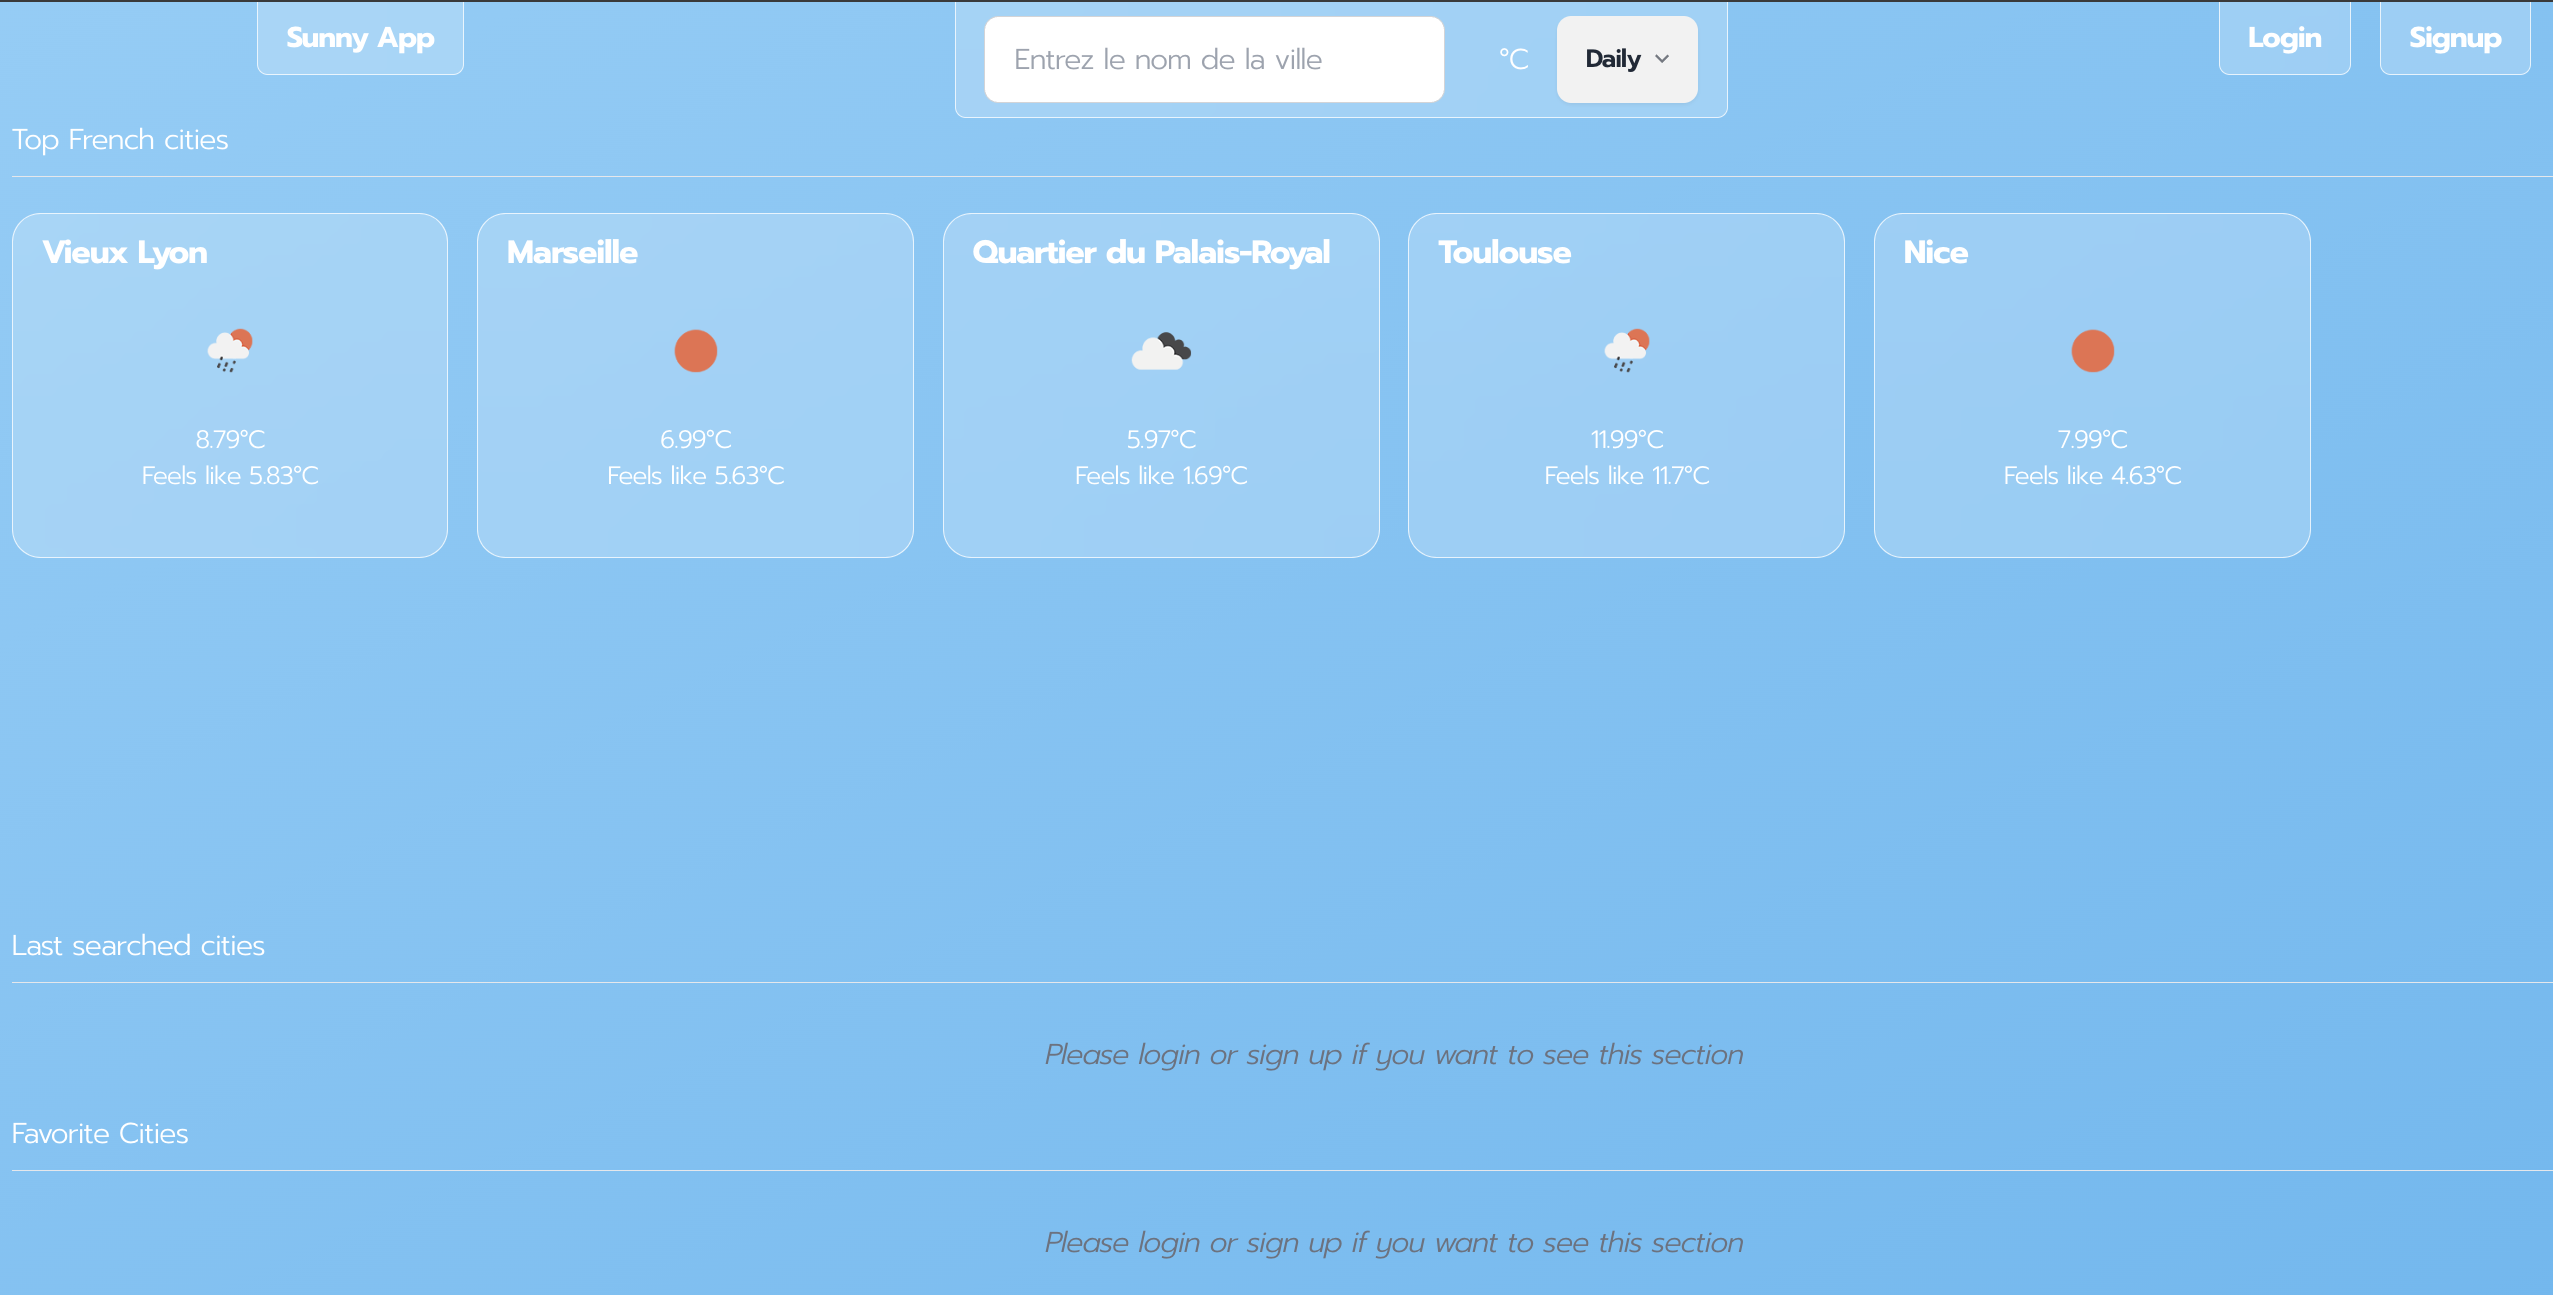 Sunny App
Entrez le nom de la ville
°C
Daily
Login
Signup
Top French cities
Vieux Lyon
8.79°C
Feels like 5.83°C
Marseille
6.99°C
Feels like 5.63°C
Quartier du Palais-Royal
5.97°C
Feels like 1.69°C
Toulouse
11.99°C
Feels like 11.7°C
Nice
7.99°C
Feels like 4.63°C
Last searched cities
Please login or sign up if you want to see this section
Favorite Cities
Please login or sign up if you want to see this section